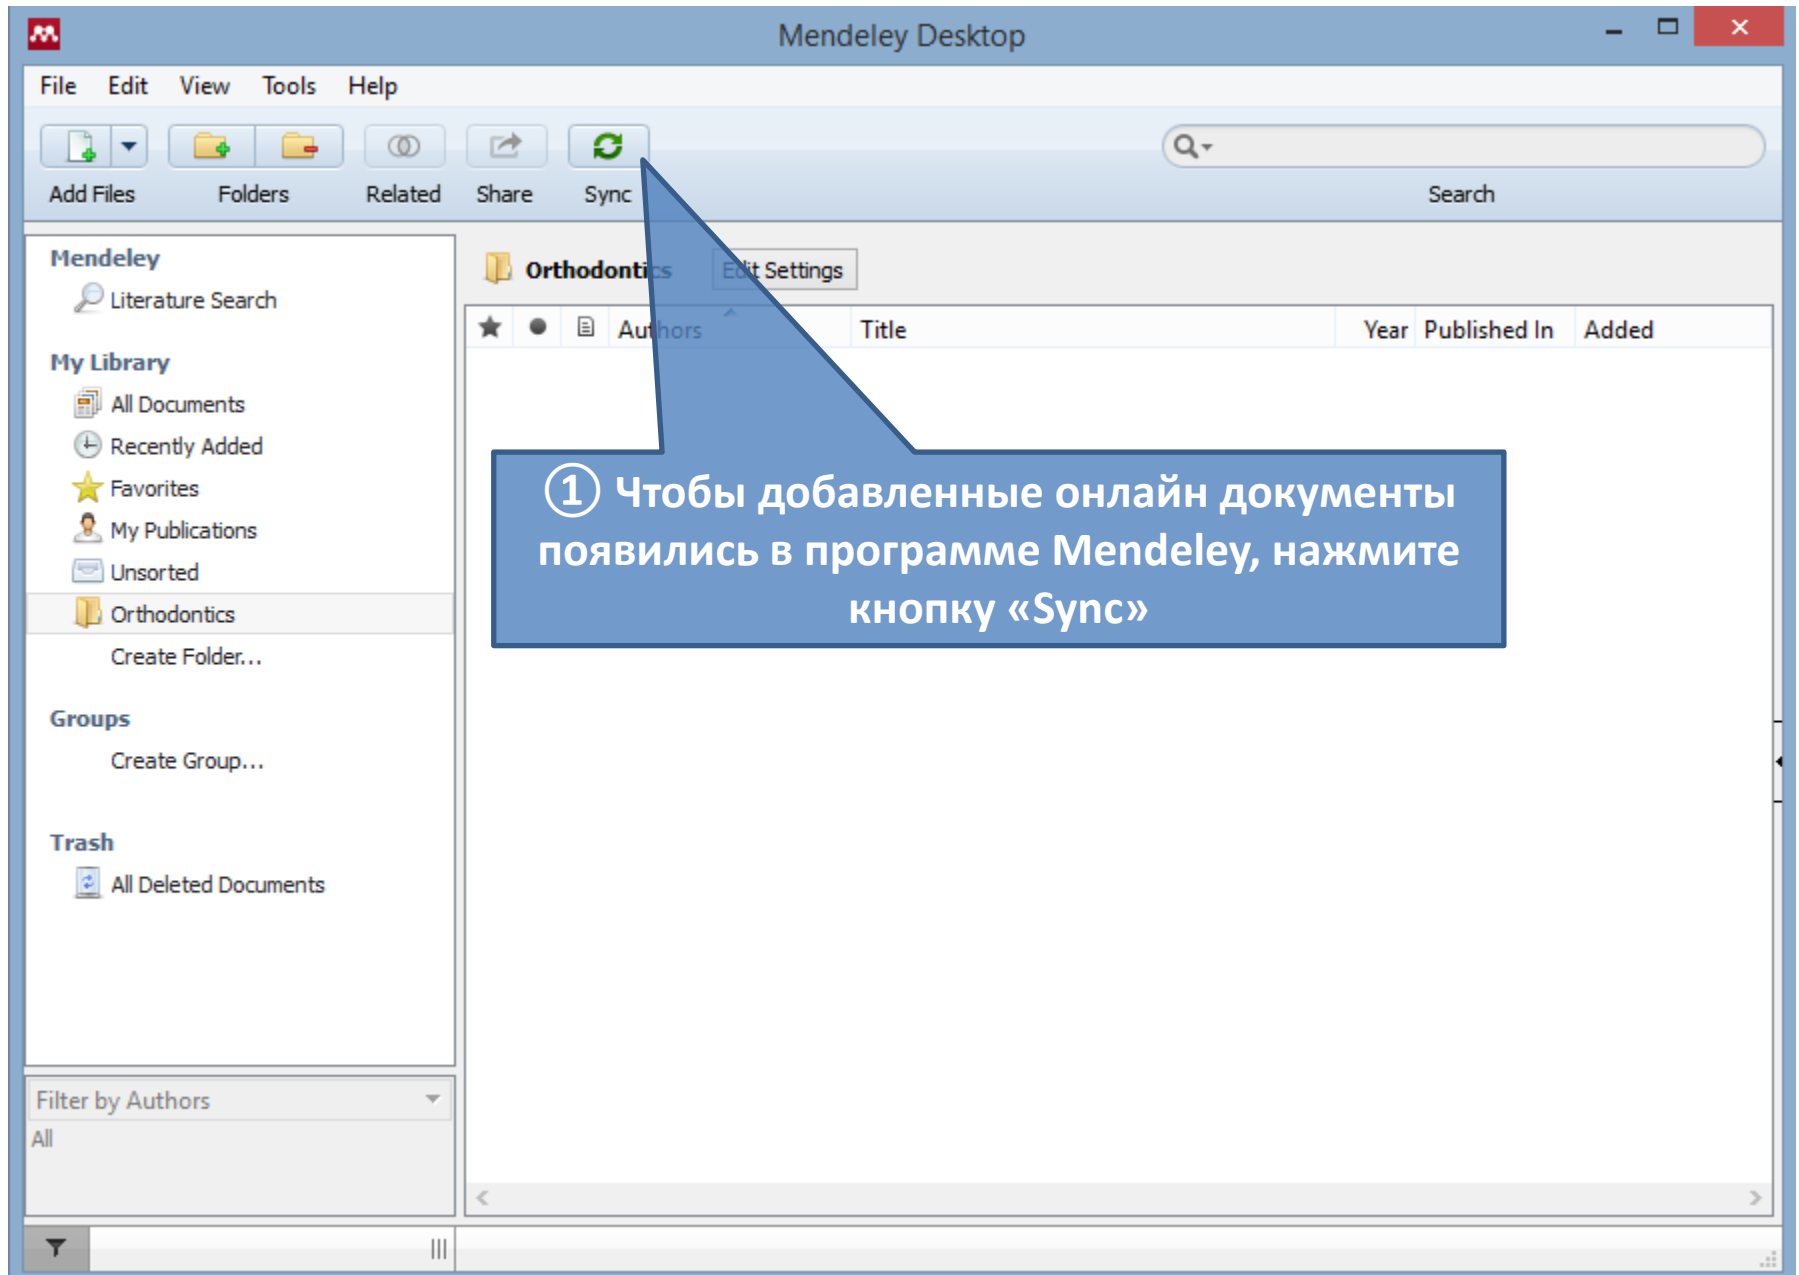 Mendeley Desktop
File Edit View Tools Help
Add Files Folders Related Share Sync Search
Mendeley
Literature Search
My Library
All Documents
Recently Added
Favorites
My Publications
Unsorted
Orthodontics
Create Folder...
Groups
Create Group...
Trash
All Deleted Documents
Filter by Authors
All
Orthodontics Edit Settings
Authors Title Year Published In Added
① Чтобы добавленные онлайн документы
появились в программе Mendeley, нажмите
кнопку «Sync»